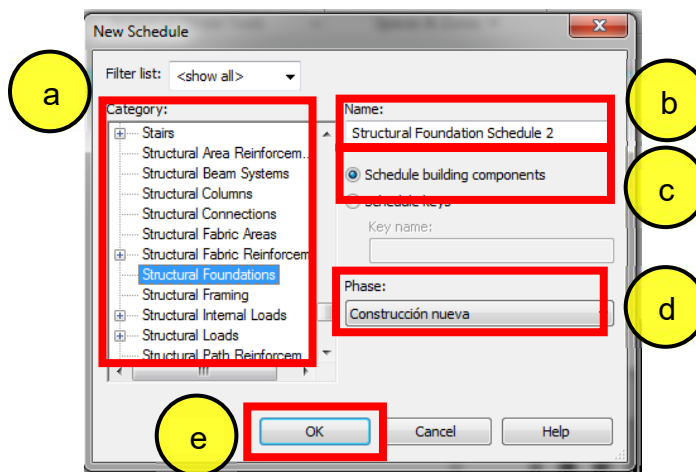 New Schedule
Filter list: <show all>
a
Category:
Stairs
Structural Area Reinforcem...
Structural Beam Systems
Structural Columns
Structural Connections
Structural Fabric Areas
Structural Fabric Reinforcem
Structural Foundations
Structural Framing
Structural Internal Loads
Structural Loads
Structural Path Reinforcem
Name:
Structural Foundation Schedule 2
b
Schedule building components
c
Schedule keys
Key name:
Phase:
Construcción nueva
d
e
OK
Cancel
Help